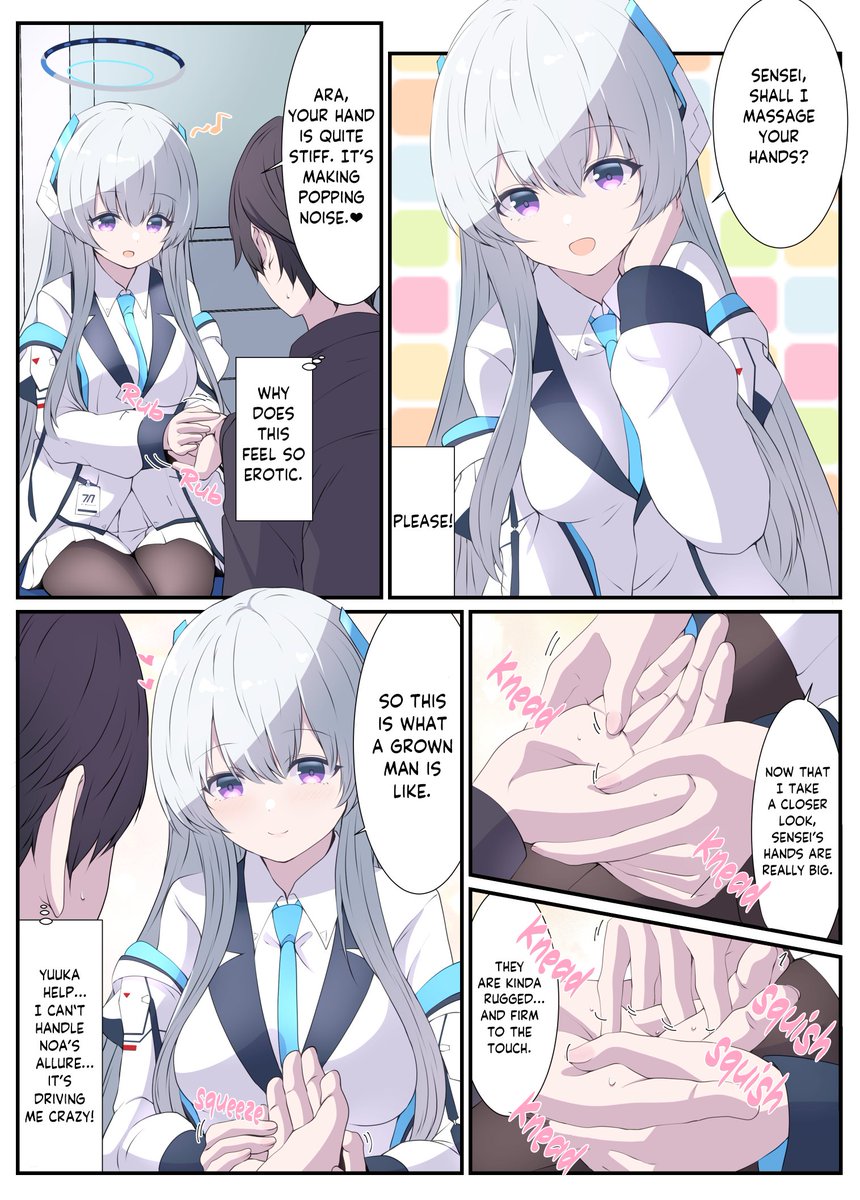 SENSEI,
SHALL I
MASSAGE
YOUR
HANDS?
PLEASE!
ARA,
YOUR HAND
IS QUITE
STIFF. IT'S
MAKING
POPPING
NOISE.❤
Rub
Rub
WHY
DOES
THIS
FEEL SO
EROTIC.
Knead
NOW THAT
I TAKE
A CLOSER
LOOK,
SENSEI'S
HANDS ARE
REALLY BIG.
Knead
Knead
THEY
ARE KINDA
RUGGED...
AND FIRM
TO THE
TOUCH.
squish
squish
Knead
SO THIS
IS WHAT
A GROWN
MAN IS
LIKE.
YUUKA
HELP...
I CAN'T
HANDLE
NOA'S
ALLURE...
IT'S
DRIVING
ME CRAZY!
squeeze